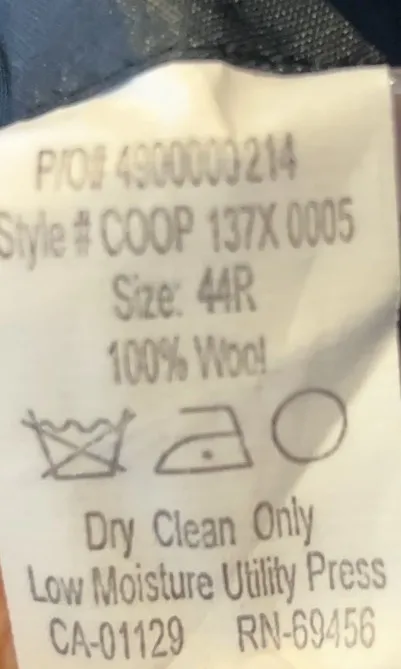 P/O# 4900000214
Style # COOP 137X 0005
Size: 44R
100% Wool
Dry Clean Only
Low Moisture Utility Press
CA-01129 RN-69456